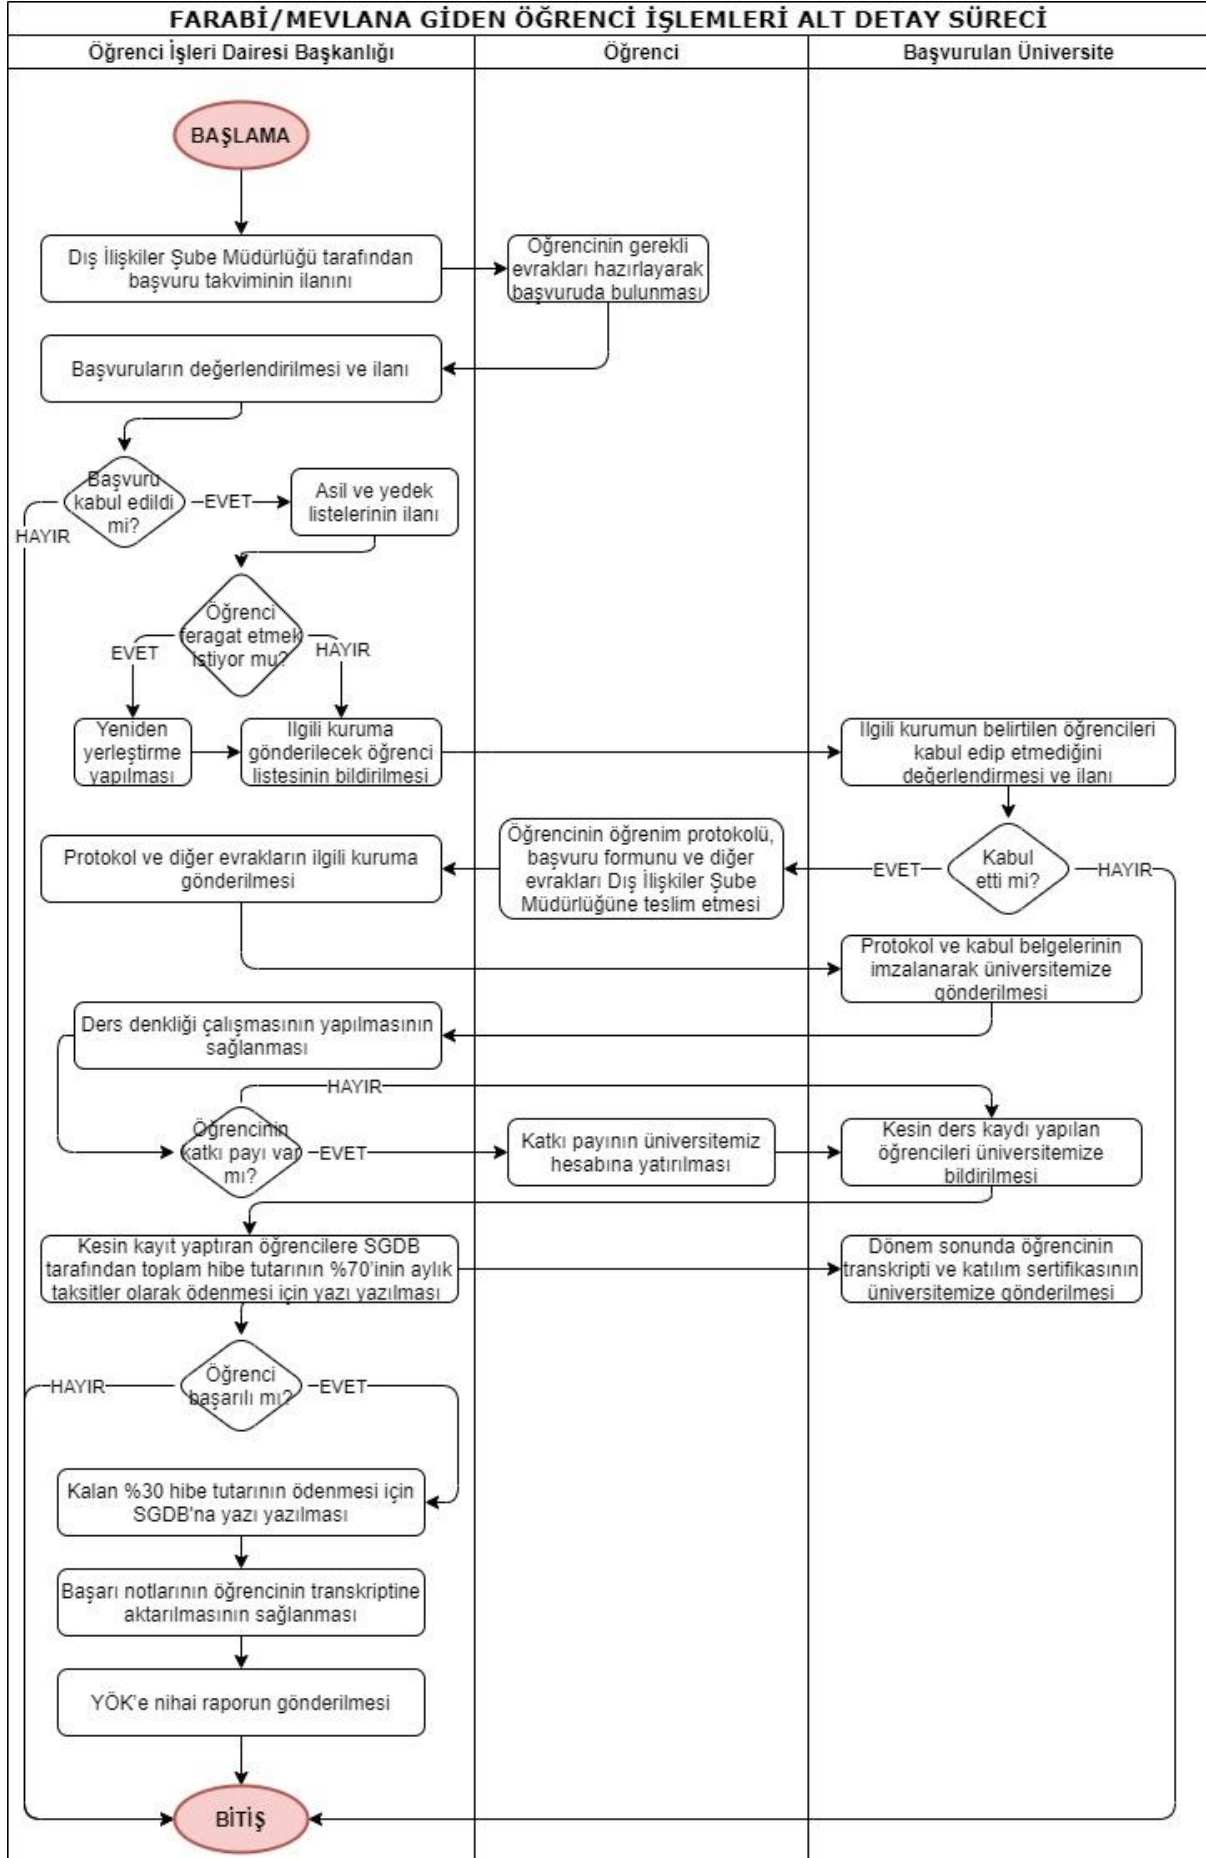 FARABİ/MEVLANA GİDEN ÖĞRENCİ İŞLEMLERİ ALT DETAY SÜRECİ
Öğrenci İşleri Dairesi Başkanlığı
Öğrenci
Başvurulan Üniversite
BAŞLAMA
Dış İlişkiler Şube Müdürlüğü tarafından
başvuru takviminin ilanını
Öğrencinin gerekli
evrakları hazırlayarak
başvuruda bulunması
Başvuruların değerlendirilmesi ve ilanı
Başvuru
kabul edildi
mi?
EVET
HAYIR
Asil ve yedek
listelerinin ilanı
Öğrenci
feragat etmek
istiyor mu?
EVET
HAYIR
Yeniden
yerleştirme
yapılması
Ilgili kuruma
gönderilecek öğrenci
listesinin bildirilmesi
Ilgili kurumun belirtilen öğrencileri
kabul edip etmediğini
değerlendirmesi ve ilanı
Kabul
etti mi?
EVET
HAYIR
Öğrencinin öğrenim protokolü,
başvuru formunu ve diğer
evrakları Dış İlişkiler Şube
Müdürlüğüne teslim etmesi
Protokol ve diğer evrakların ilgili kuruma
gönderilmesi
Protokol ve kabul belgelerinin
imzalanarak üniversitemize
gönderilmesi
Ders denkliği çalışmasının yapılmasının
sağlanması
HAYIR
Öğrencinin
katkı payı var
mı?
EVET
Katkı payının üniversitemiz
hesabına yatırılması
Kesin ders kaydı yapılan
öğrencileri üniversitemize
bildirilmesi
Kesin kayıt yaptıran öğrencilere SGDB
tarafından toplam hibe tutarının %70'inin aylık
taksitler olarak ödenmesi için yazı yazılması
Dönem sonunda öğrencinin
transkripti ve katılım sertifikasının
üniversitemize gönderilmesi
Öğrenci
başarılı mı?
HAYIR
EVET
Kalan %30 hibe tutarının ödenmesi için
SGDB'na yazı yazılması
Başarı notlarının öğrencinin transkriptine
aktarılmasının sağlanması
YÖK'e nihai raporun gönderilmesi
BİTİŞ